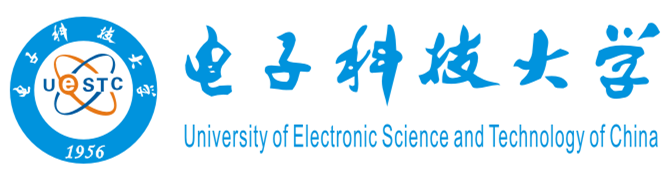 电子科技大学
UeSTC
1956
电子科技大学
University of Electronic Science and Technology of China